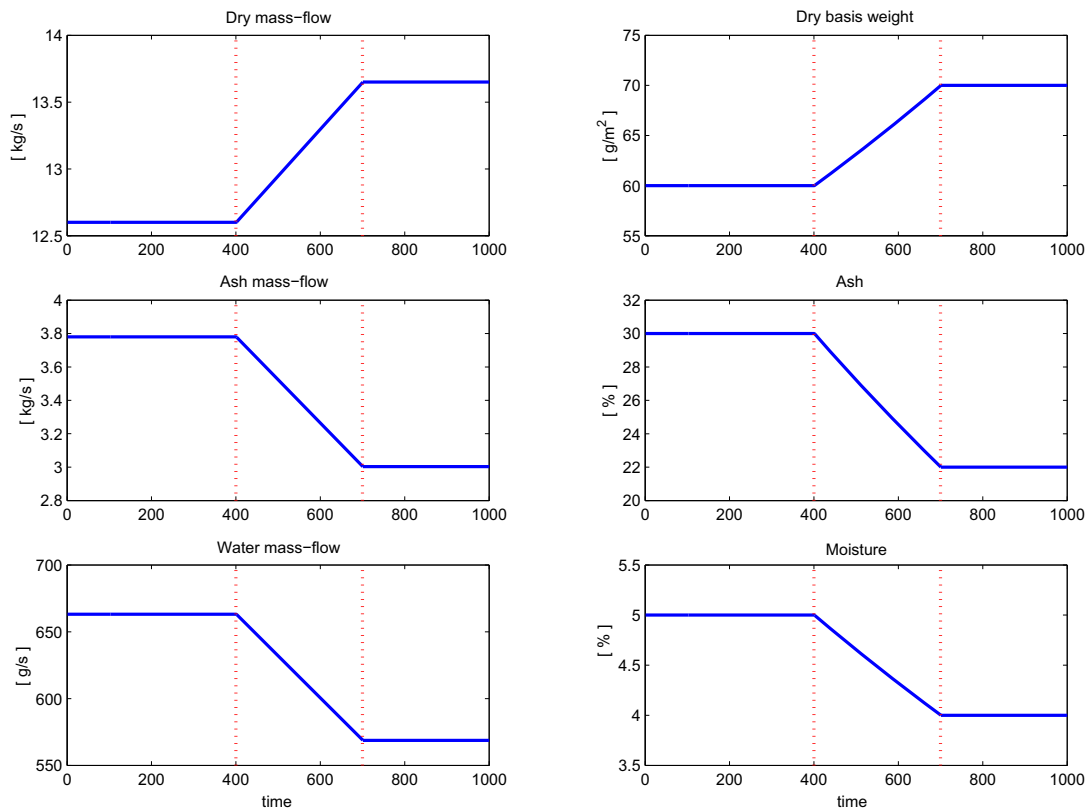 Dry mass−flow
[ kg/s ]
14
13.5
13
12.5
0 200 400 600 800 1000
Dry basis weight
[ g/m²]
75
70
65
60
55
0 200 400 600 800 1000
Ash mass−flow
[ kg/s ]
4
3.8
3.6
3.4
3.2
3
2.8
0 200 400 600 800 1000
Ash
[ % ]
32
30
28
26
24
22
20
0 200 400 600 800 1000
Water mass−flow
[ g/s ]
700
650
600
550
0 200 400 600 800 1000
time
Moisture
[ % ]
5.5
5
4.5
4
3.5
0 200 400 600 800 1000
time